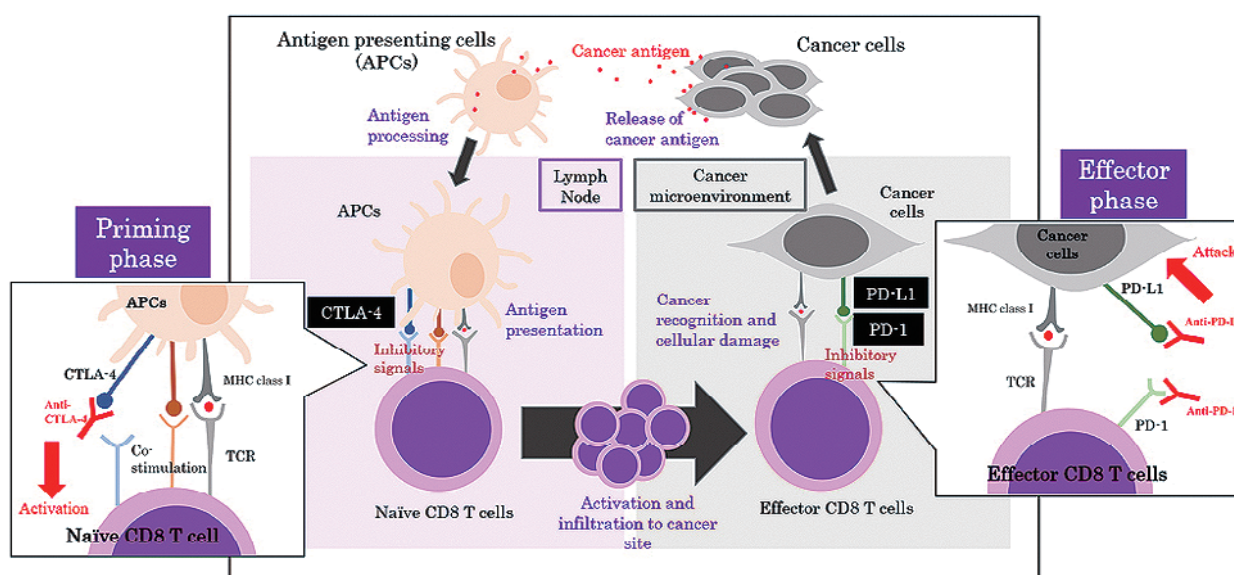 Antigen presenting cells
(APCs)
Cancer antigen
Cancer cells
Antigen
processing
Release of
cancer antigen
Lymph
Node
Cancer
microenvironment
APCs
Cancer
cells
CTLA-4
Antigen
presentation
Inhibitory
signals
Cancer
recognition and
cellular damage
PD-L1
PD-1
Inhibitory
signals
Naïve CD8 T cells
Activation and
infiltration to cancer
site
Effector CD8 T cells
Priming
phase
APCs
CTLA-4
MHC class I
Anti-
CTLA-4
Co-
stimulation
TCR
Activation
Naïve CD8 T cell
Effector
phase
Cancer
cells
Attack
PD-L1
MHC class I
TCR
PD-1
Effector CD8 T cells